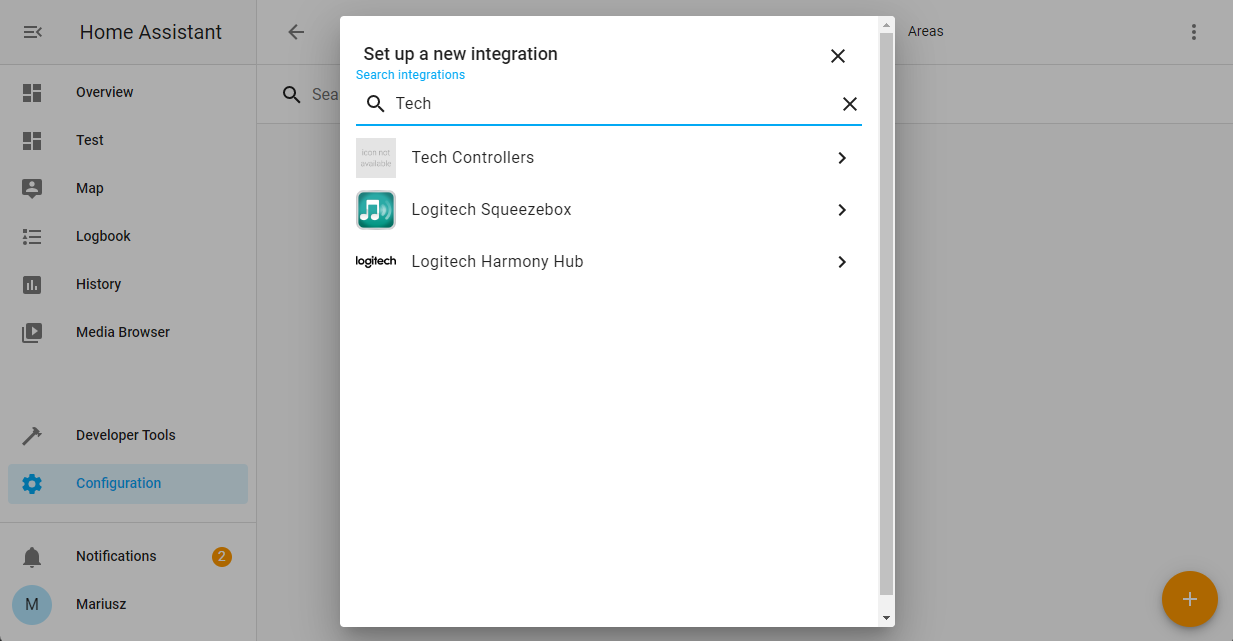 Home Assistant
Overview
Test
Map
Logbook
History
Media Browser
Developer Tools
Configuration
Notifications
2
M
Mariusz
Areas
Sea
Set up a new integration
Search integrations
Tech
icon not
available
Tech Controllers
Logitech Squeezebox
logitech
Logitech Harmony Hub